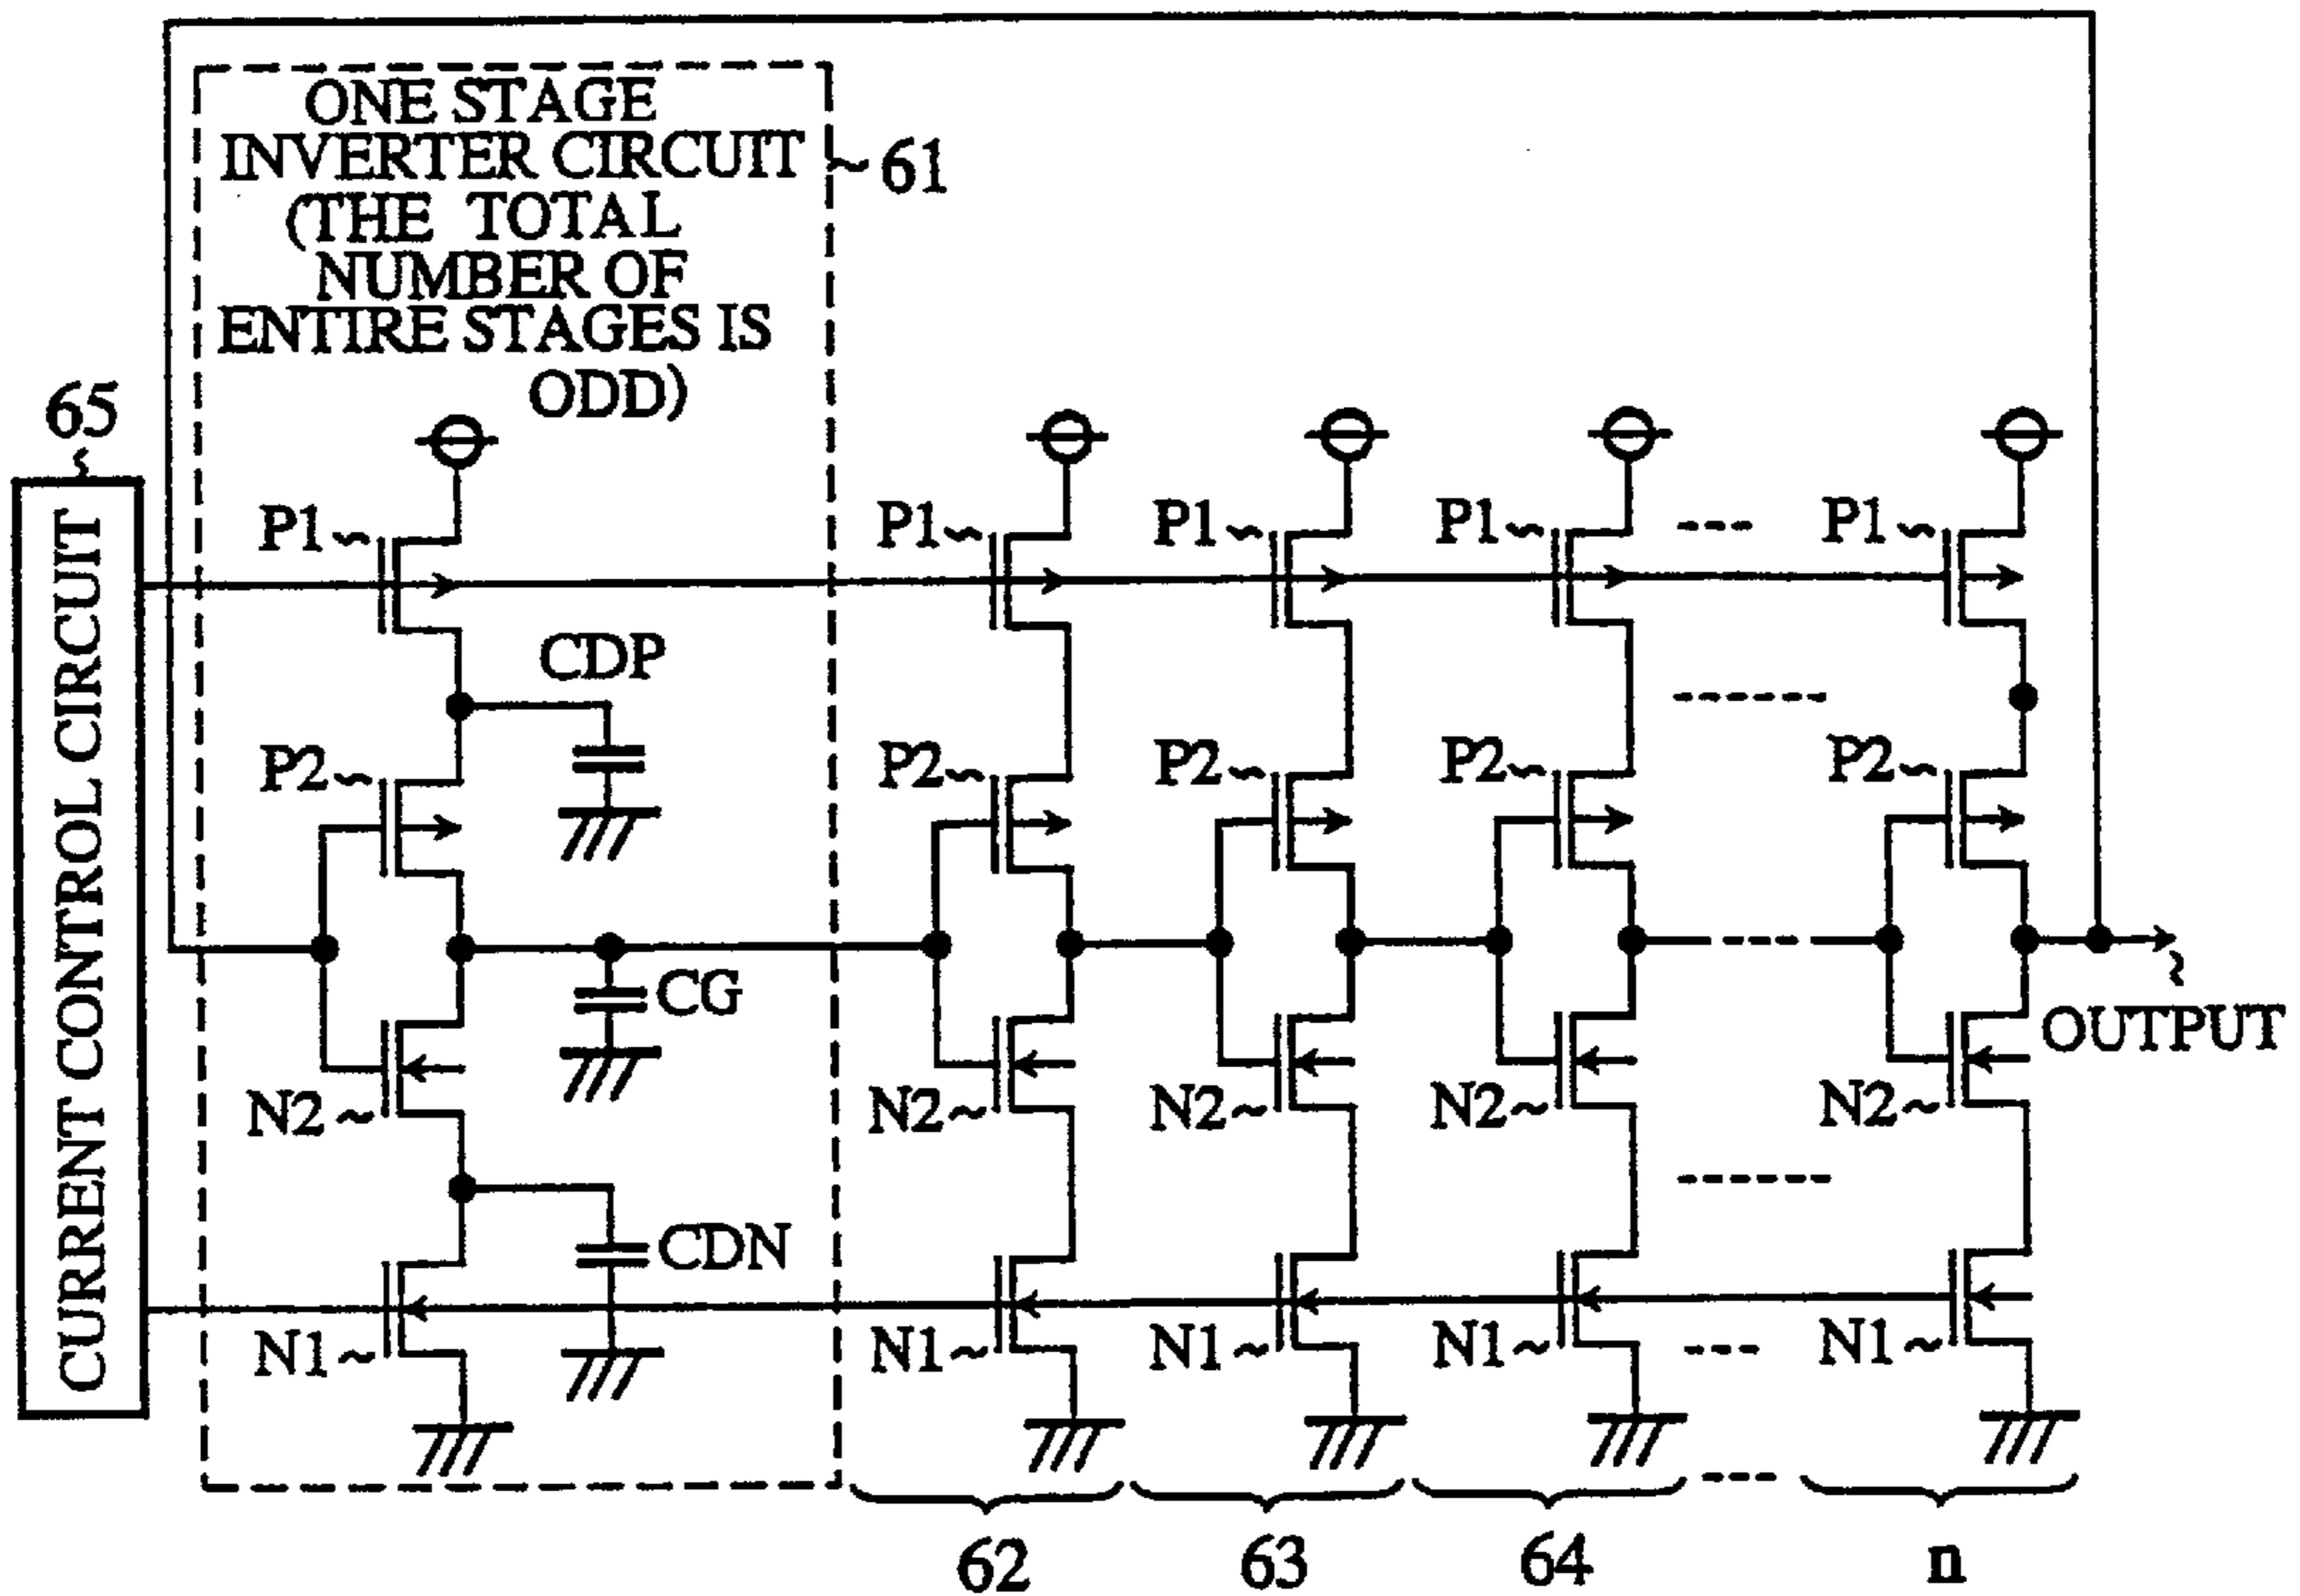 ONE STAGE
INVERTER CIRCUIT
(THE TOTAL
NUMBER OF
ENTIRE STAGES IS
ODD)
61
65
CURRENT CONTROL CIRCUIT
P1
P1
P1
P1
P1
CDP
P2
P2
P2
P2
P2
CG
OUTPUT
N2
N2
N2
N2
N2
CDN
N1
N1
N1
N1
N1
62
63
64
n